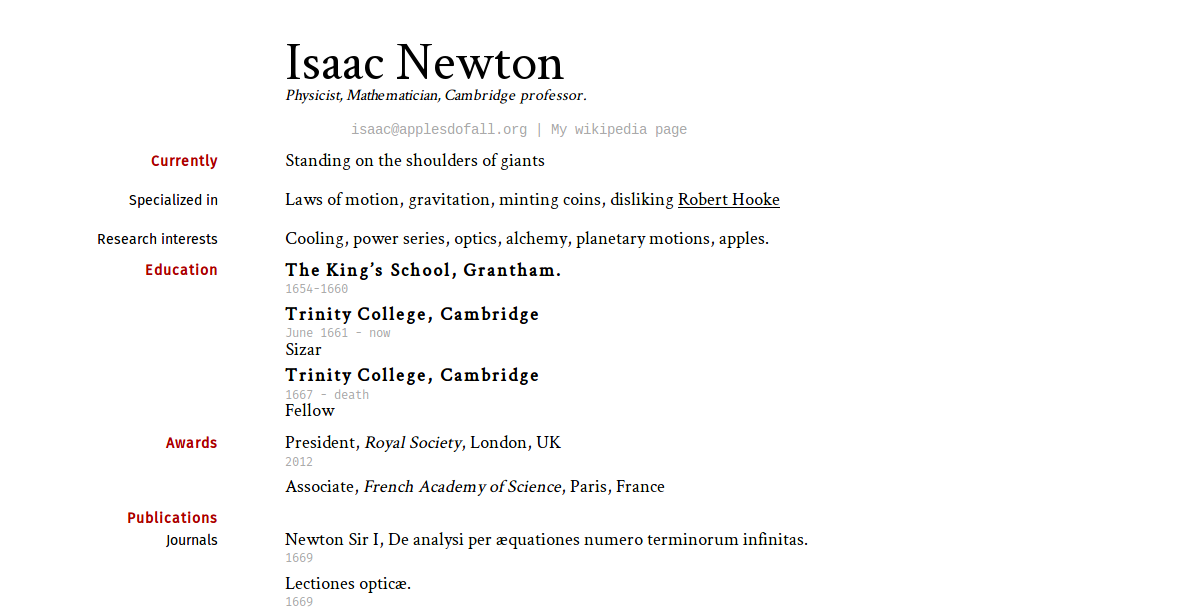 Isaac Newton
Physicist, Mathematician, Cambridge professor.
isaac@applesdofall.org | My wikipedia page
Currently
Standing on the shoulders of giants
Specialized in
Laws of motion, gravitation, minting coins, disliking Robert Hooke
Research interests
Cooling, power series, optics, alchemy, planetary motions, apples.
Education
The King’s School, Grantham.
1654-1660
Trinity College, Cambridge
June 1661 - now
Sizar
Trinity College, Cambridge
1667 - death
Fellow
Awards
President, Royal Society, London, UK
2012
Associate, French Academy of Science, Paris, France
Publications
Journals
Newton Sir I, De analysi per æquationes numero terminorum infinitas.
1669
Lectiones opticæ.
1669